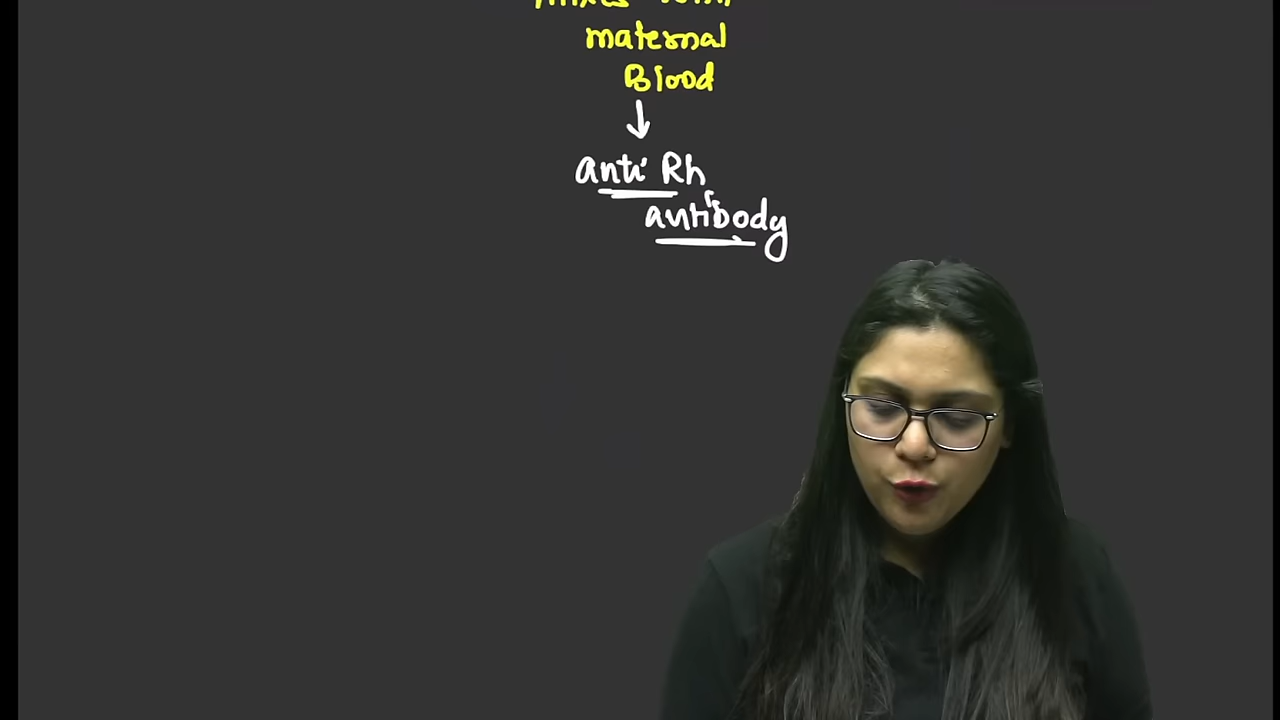 maternal
Blood
↓
anti Rh
antibody